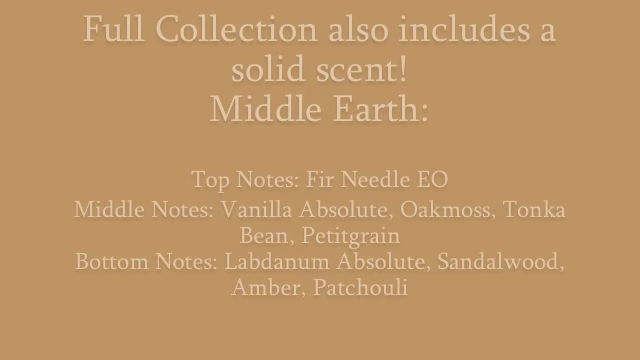 Full Collection also includes a
solid scent!
Middle Earth:
Top Notes: Fir Needle EO
Middle Notes: Vanilla Absolute, Oakmoss, Tonka
Bean, Petitgrain
Bottom Notes: Labdanum Absolute, Sandalwood,
Amber, Patchouli